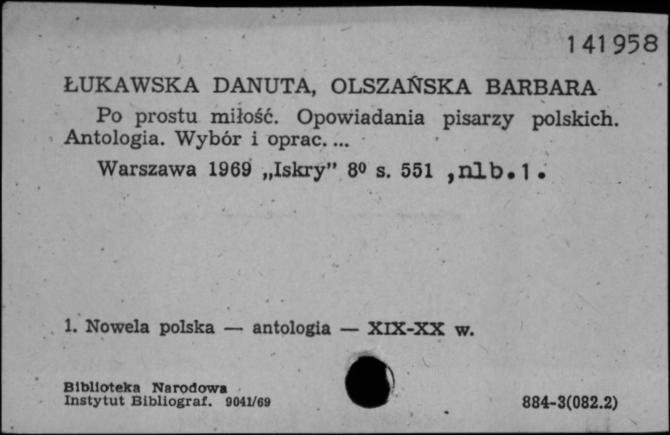 141958
ŁUKAWSKA DANUTA, OLSZAŃSKA BARBARA
Po prostu miłość. Opowiadania pisarzy polskich.
Antologia. Wybór i oprac. ...
Warszawa 1969 „Iskry” 8⁰ s. 551 ,nlb.1.
1. Nowela polska — antologia — XIX-XX w.
Biblioteka Narodowa
Instytut Bibliograf. 9041/69
884-3(082.2)